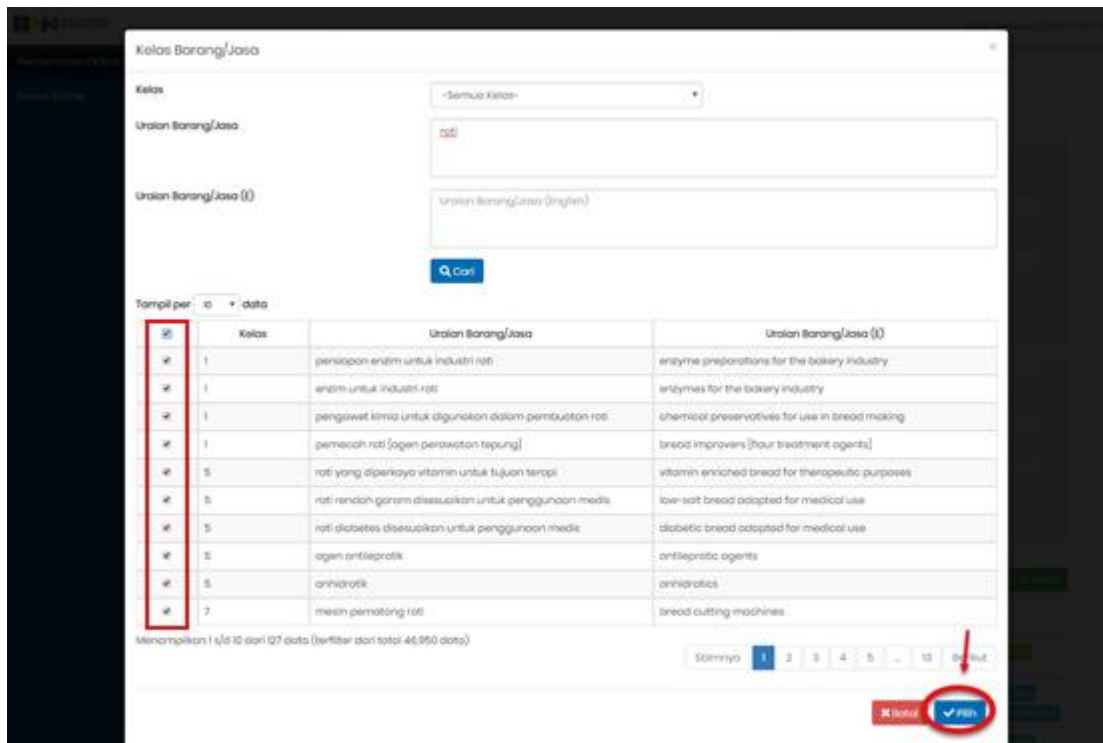 Kelas Barang/Jasa
×
Kelas
-Semua Kelas-
Uraian Barang/Jasa
roti
Uraian Barang/Jasa (E)
Uraian Barang/Jasa (English)
Cari
Tampil per 10 data
Kelas Uraian Barang/Jasa Uraian Barang/Jasa (E)
1 persiapan enzim untuk industri roti enzyme preparations for the bakery industry
1 enzim untuk industri roti enzymes for the bakery industry
1 pengawet kimia untuk digunakan dalam pembuatan roti chemical preservatives for use in bread making
1 pemecah roti [agen perawatan tepung] bread improvers [flour treatment agents]
5 roti yang diperkaya vitamin untuk tujuan terapi vitamin enriched bread for therapeutic purposes
5 roti rendah garam disesuaikan untuk penggunaan medis low-salt bread adapted for medical use
5 roti diabetes disesuaikan untuk penggunaan medis diabetic bread adapted for medical use
5 agen antileprotik antileprotic agents
5 anhidrotik anhidrotics
7 mesin pemotong roti bread cutting machines
Menampilkan 1 s/d 10 dari 127 data (terfilter dari total 46,950 data)
Sblmnya 1 2 3 4 5 … 13 Berikut
Batal Pilih